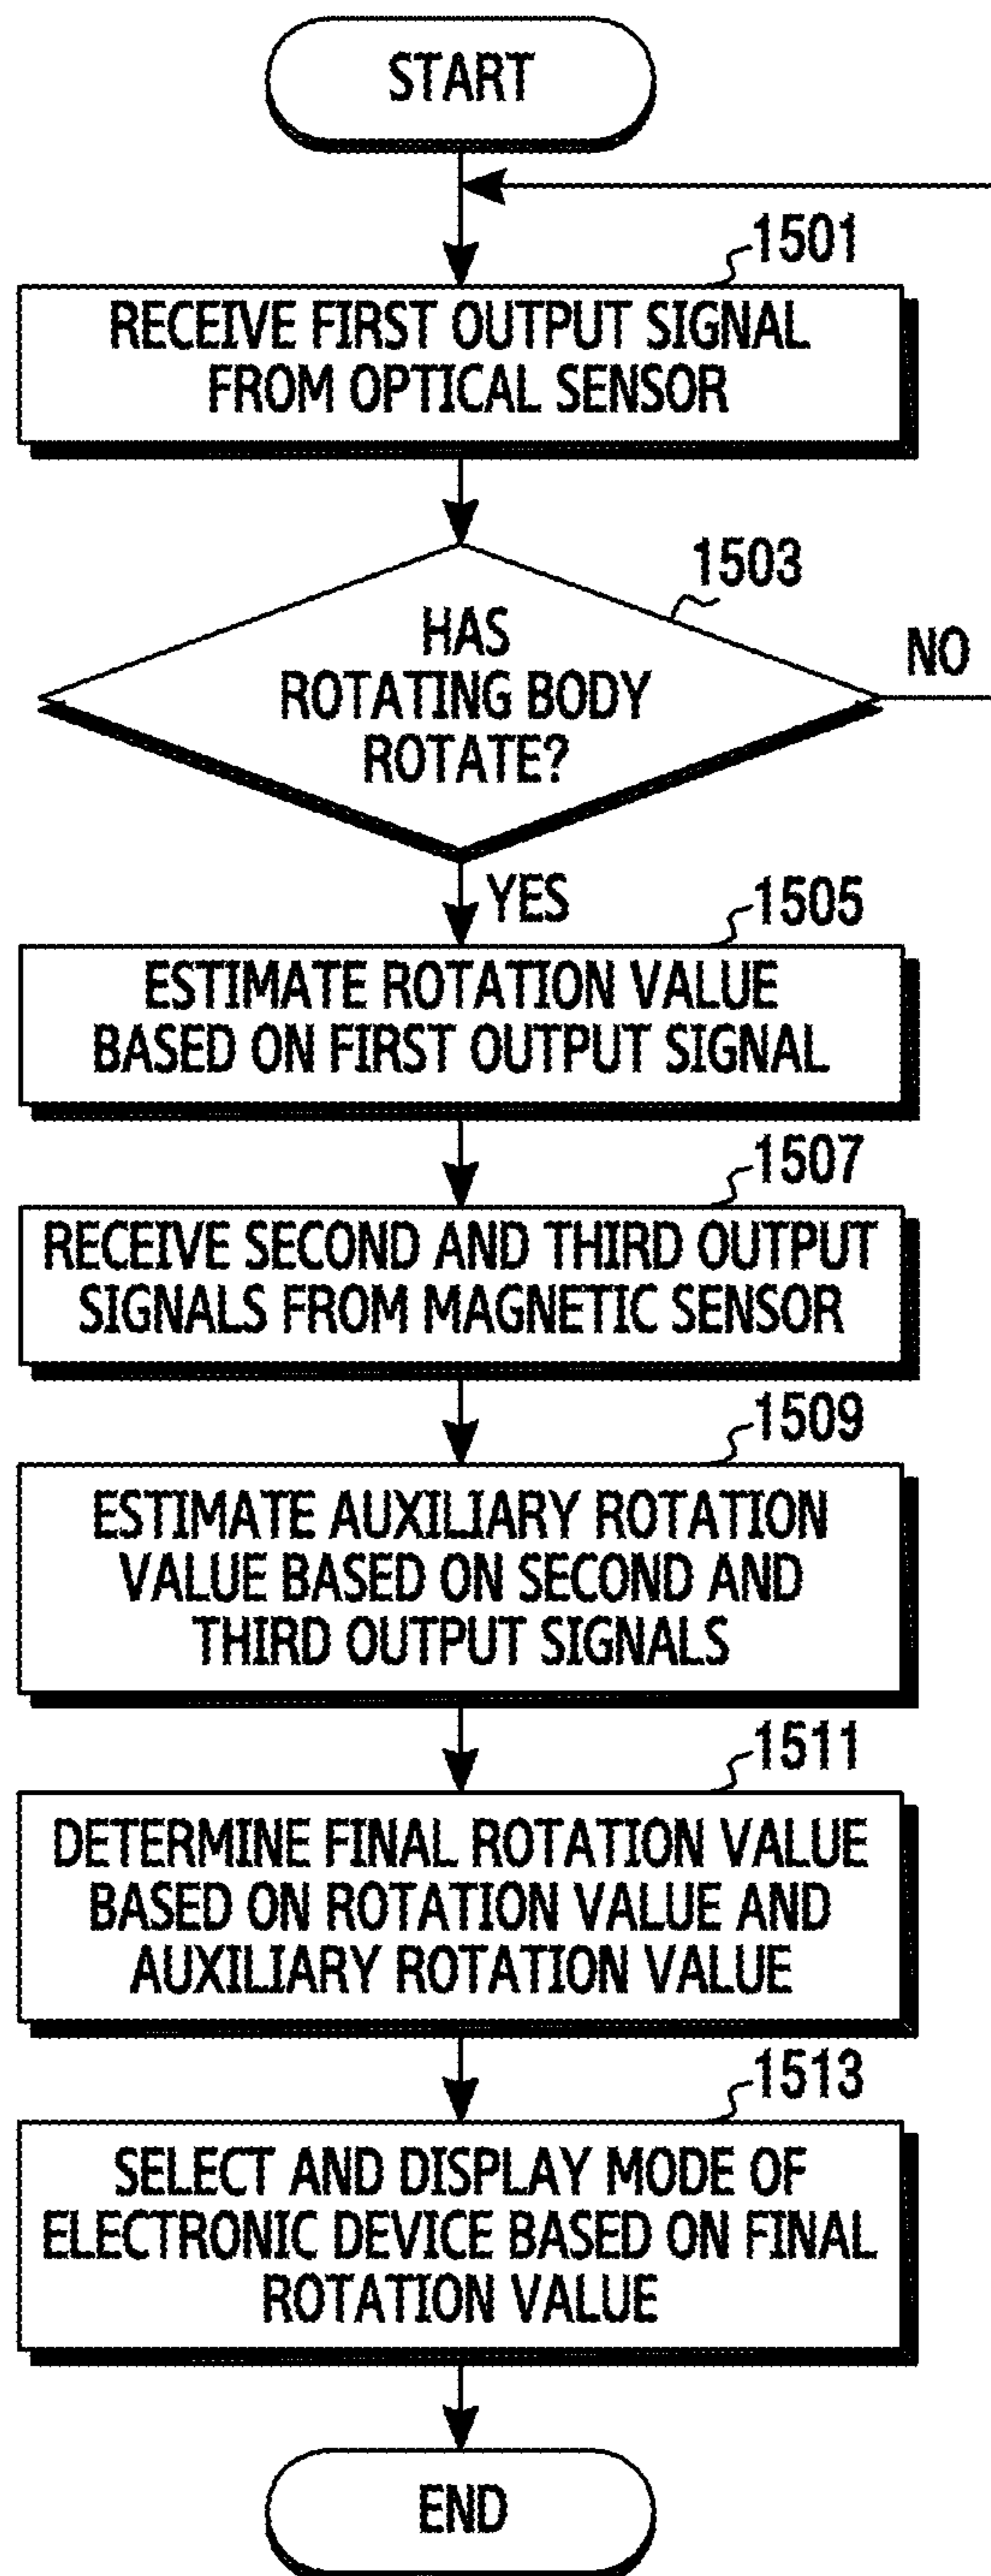 START
1501
RECEIVE FIRST OUTPUT SIGNAL
FROM OPTICAL SENSOR
1503
HAS
ROTATING BODY
ROTATE?
NO
YES
1505
ESTIMATE ROTATION VALUE
BASED ON FIRST OUTPUT SIGNAL
1507
RECEIVE SECOND AND THIRD OUTPUT
SIGNALS FROM MAGNETIC SENSOR
1509
ESTIMATE AUXILIARY ROTATION
VALUE BASED ON SECOND AND
THIRD OUTPUT SIGNALS
1511
DETERMINE FINAL ROTATION VALUE
BASED ON ROTATION VALUE AND
AUXILIARY ROTATION VALUE
1513
SELECT AND DISPLAY MODE OF
ELECTRONIC DEVICE BASED ON FINAL
ROTATION VALUE
END